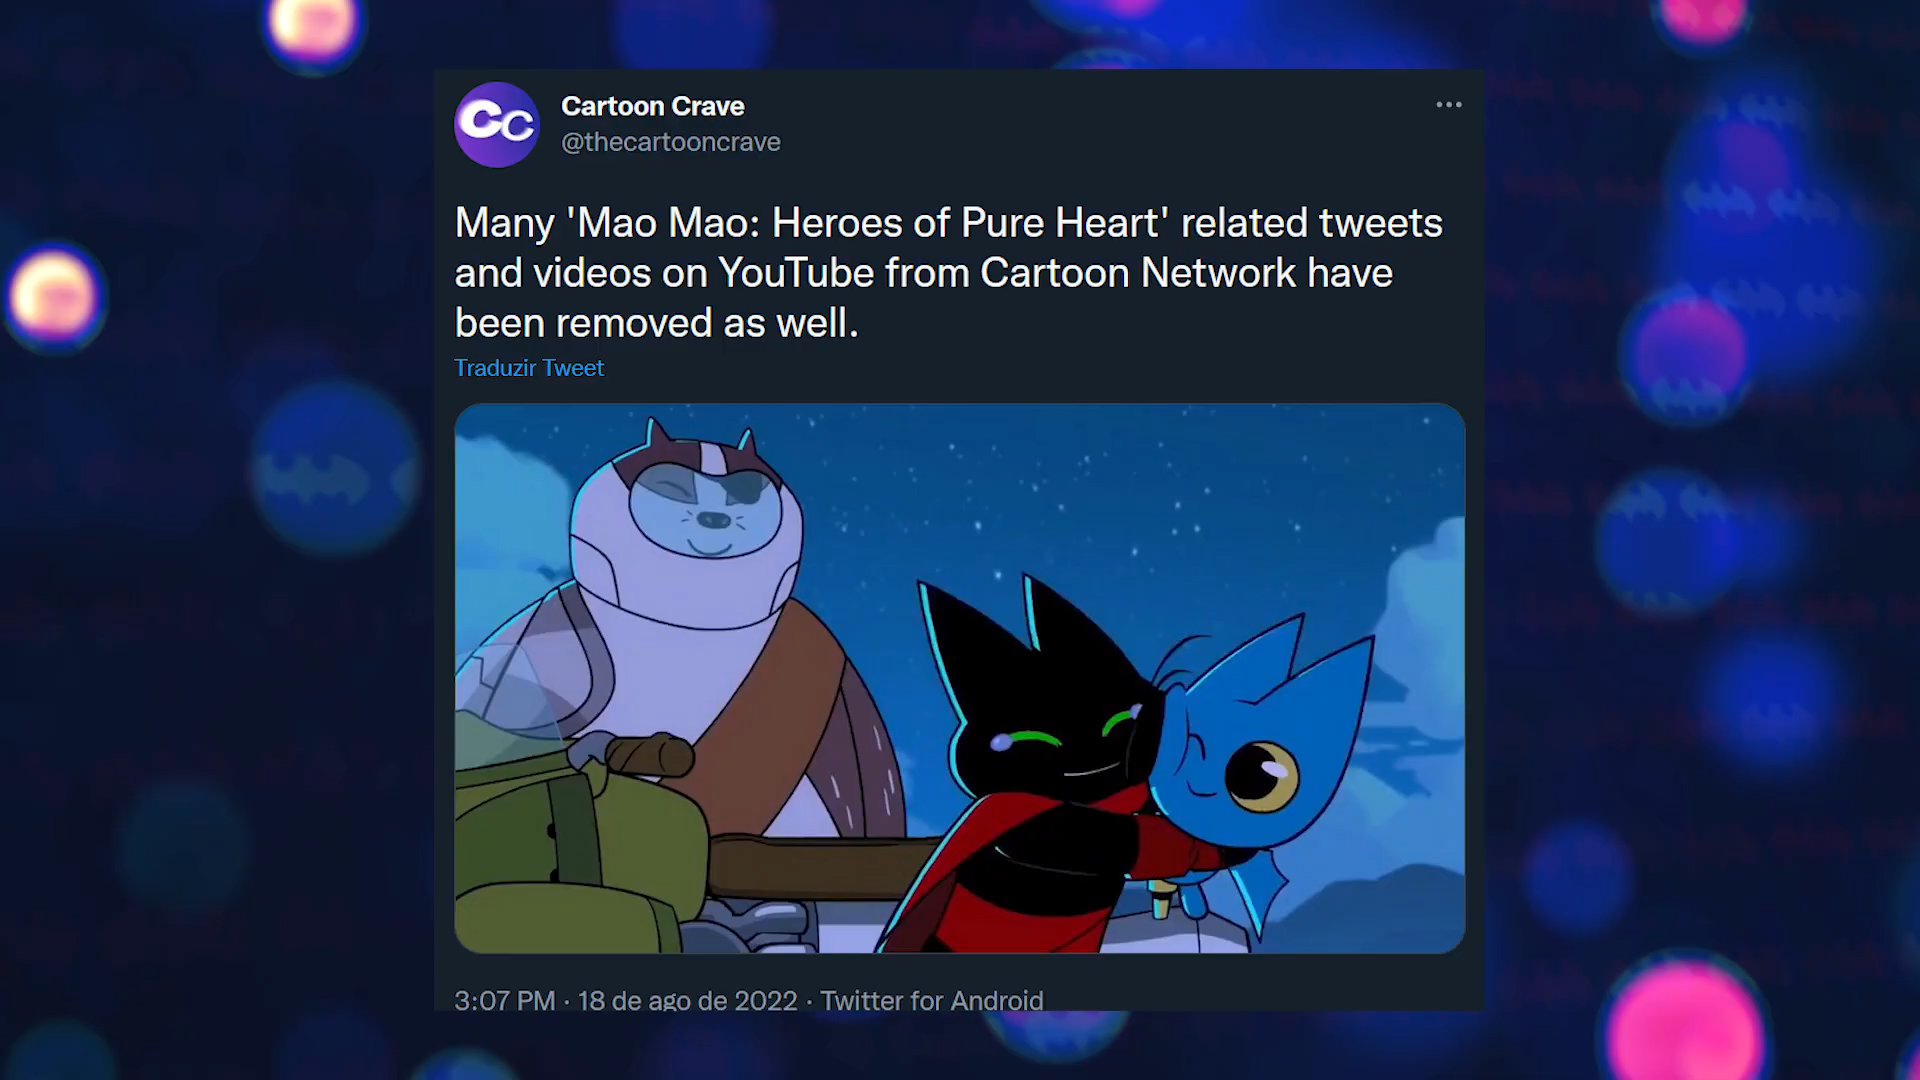 CC
Cartoon Crave
@thecartooncrave
Many 'Mao Mao: Heroes of Pure Heart' related tweets
and videos on YouTube from Cartoon Network have
been removed as well.
Traduzir Tweet
3:07 PM · 18 de ago de 2022 · Twitter for Android